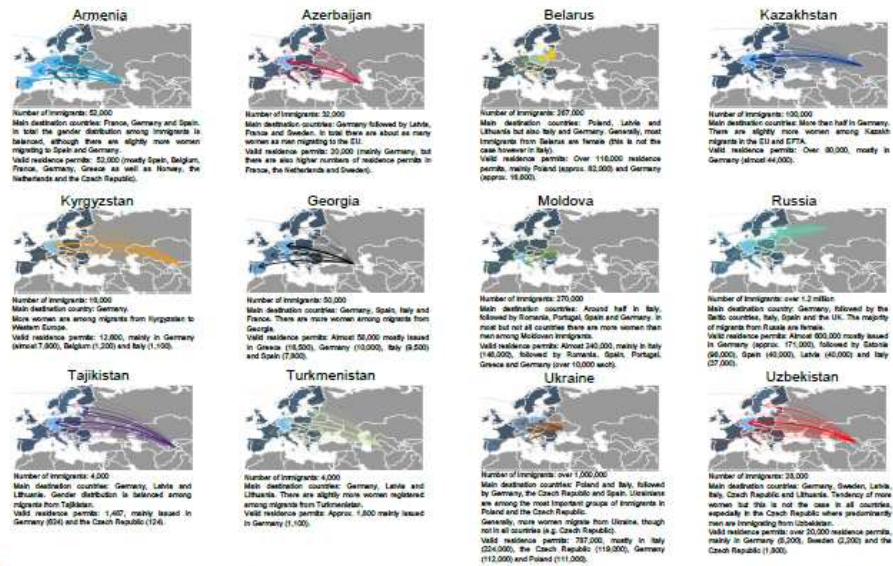 Armenia
Number of immigrants: 52,000
Main destination countries: France, Germany and Spain.
In total the gender distribution among immigrants is
balanced, although there are slightly more women
migrating to Spain and Germany.
Valid residence permits: 52,000 (mostly Spain, Belgium,
France, Germany, Greece as well as Norway, the
Netherlands and the Czech Republic).
Azerbaijan
Number of immigrants: 32,000
Main destination countries: Germany followed by Latvia,
France and Sweden. In total there are about as many
women as men migrating to the EU.
Valid residence permits: 20,000 (mainly Germany, but
there are also higher numbers of residence permits in
France, the Netherlands and Sweden).
Belarus
Number of immigrants: 267,000
Main destination countries: Poland, Latvia and
Lithuania but also Italy and Germany. Generally, most
immigrants from Belarus are female (this is not the
case however in Italy).
Valid residence permits: Over 118,000 residence
permits, mainly Poland (approx. 82,000) and Germany
(approx. 16,600).
Kazakhstan
Number of immigrants: 100,000
Main destination countries: More than half in Germany.
There are slightly more women among Kazakh
migrants in the EU and EFTA.
Valid residence permits: Over 80,000, mostly in
Germany (almost 44,000).
Kyrgyzstan
Number of immigrants: 16,000
Main destination country: Germany.
More women are among migrants from Kyrgyzstan to
Western Europe.
Valid residence permits: 12,600, mainly in Germany
(almost 7,800), Belgium (1,200) and Italy (1,100).
Georgia
Number of immigrants: 50,000
Main destination countries: Germany, Spain, Italy and
France. There are more women among migrants from
Georgia.
Valid residence permits: Almost 58,000 mostly issued
in Greece (16,500), Germany (10,000), Italy (9,500)
and Spain (7,800).
Moldova
Number of immigrants: 270,000
Main destination countries: Around half in Italy,
followed by Romania, Portugal, Spain and Germany
most but not all countries there are more women than
men among Moldovan immigrants.
Valid residence permits: Almost 240,000, mainly in Italy
(148,000), followed by Romania, Spain, Portugal,
Greece and Germany (over 10,000 each).
Russia
Number of immigrants: over 1.2 million
Main destination country: Germany, followed by the
Baltic countries, Italy, Spain and the UK. The majority
of migrants from Russia are female.
Valid residence permits: Almost 600,000 mostly issued
in Germany (approx. 171,000), followed by Estonia
(96,000), Spain (40,000), Latvia (40,000) and Italy
(37,000).
Tajikistan
Number of immigrants: 4,000
Main destination countries: Germany, Latvia and
Lithuania. Gender distribution is balanced among
migrants from Tajikistan.
Valid residence permits: 1,467, mainly issued in
Germany (634) and the Czech Republic (124).
Turkmenistan
Number of immigrants: 4,000
Main destination countries: Germany, Latvia and
Lithuania. There are slightly more women registered
among migrants from Turkmenistan.
Valid residence permits: Approx. 1,800 mainly issued
in Germany (1,100).
Ukraine
Number of immigrants: over 1,000,000
Main destination countries: Poland and Italy, followed
by Germany, the Czech Republic and Spain. Ukrainians
are among the most important groups of immigrants in
Poland and the Czech Republic.
Generally, more women migrate from Ukraine, though
not in all countries (e.g. Czech Republic).
Valid residence permits: 787,000, mostly in Italy
(224,000), the Czech Republic (119,000), Germany
(112,000) and Poland (111,000).
Uzbekistan
Number of immigrants: 28,000
Main destination countries: Germany, Sweden, Latvia,
Italy, Czech Republic and Lithuania. Tendency of more
women but this is not the case in all countries,
especially in the Czech Republic where predominantly
men are immigrating from Uzbekistan.
Valid residence permits: over 20,000 residence permits,
mainly in Germany (8,200), Sweden (2,200) and the
Czech Republic (1,800).